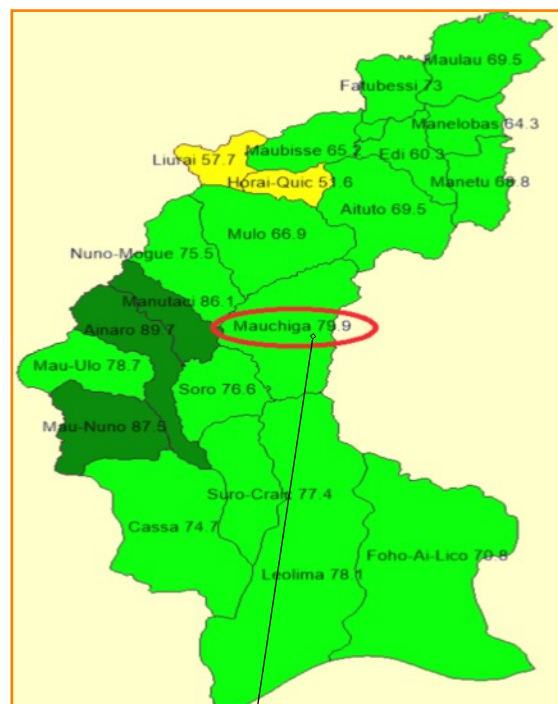 Maulau 69.5
Fatubessi 73
Manelobas 64.3
Maubisse 65.2
Edi 60.3
Liurai 57.7
Horai-Quic 51.6
Manetu 68.8
Aituto 69.5
Mulo 66.9
Nuno-Mogue 75.5
Manutaci 86.1
Mauchiga 79.9
Ainaro 89.7
Mau-Ulo 78.7
Soro 76.6
Mau-Nuno 87.5
Suro-Craic 77.4
Cassa 74.7
Foho-Ai-Lico 70.8
Leolima 78.1